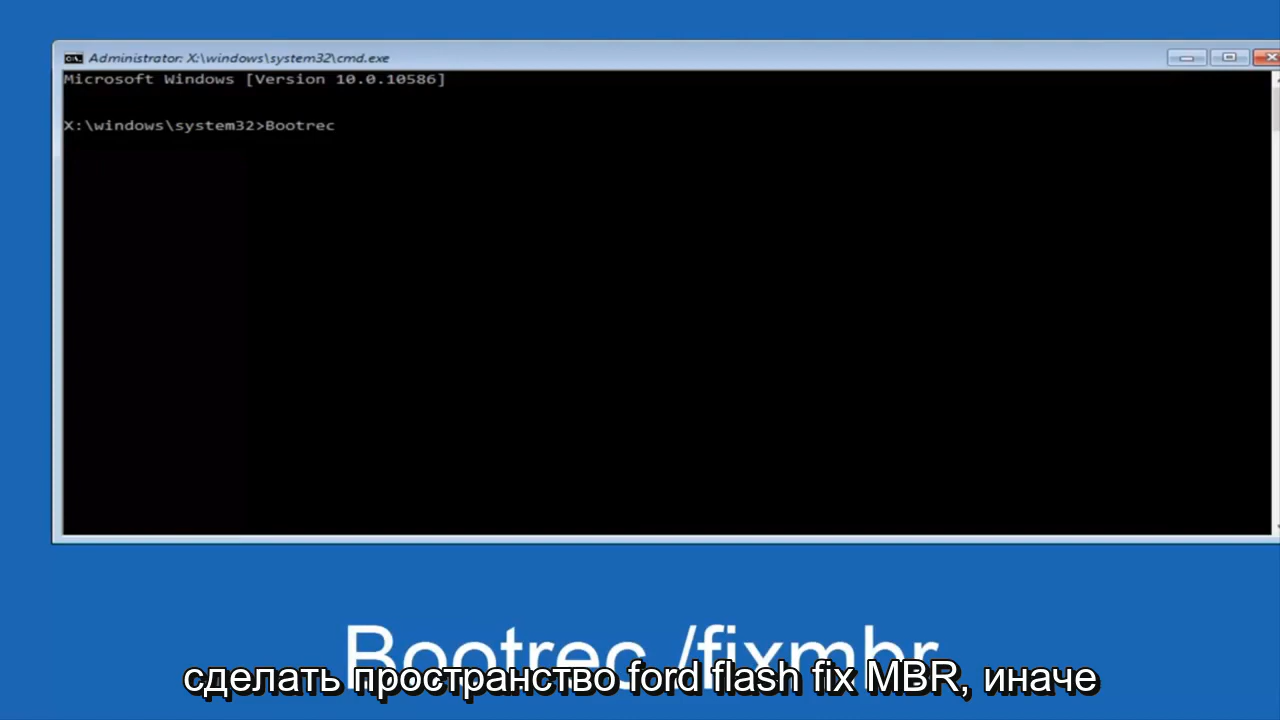 Administrator: X:\windows\system32\cmd.exe
Microsoft Windows [Version 10.0.10586]
X:\windows\system32>Bootrec
Bootrec /fixmbr
сделать пространство ford flash fix MBR, иначе